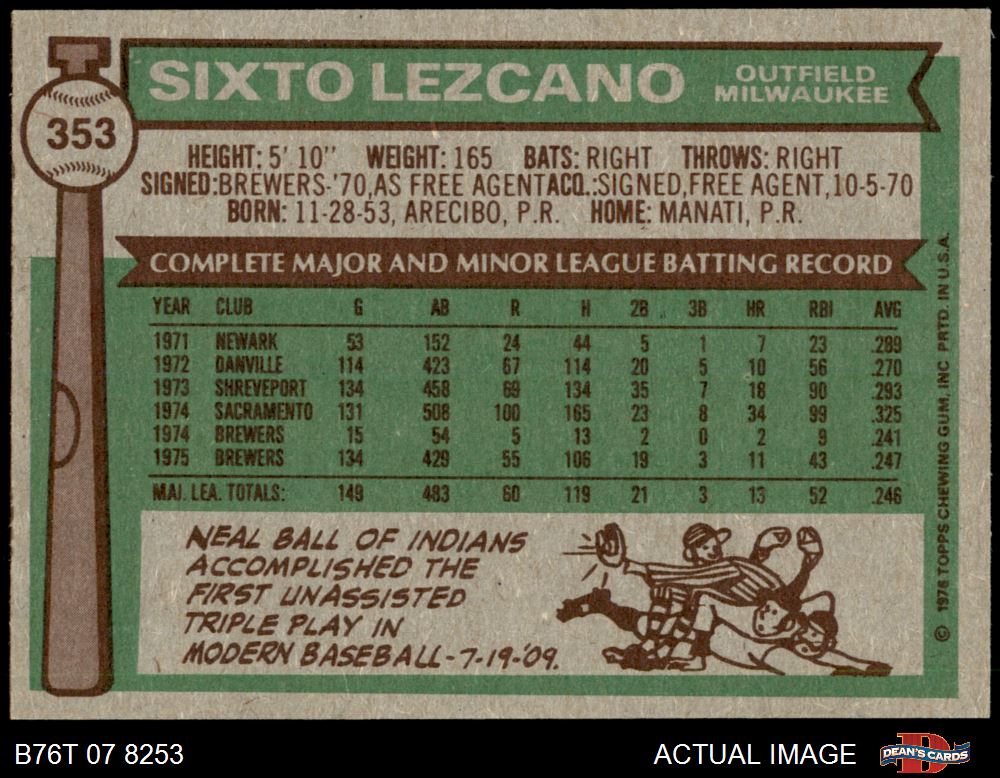 353
SIXTO LEZCANO
OUTFIELD
MILWAUKEE
HEIGHT: 5' 10" WEIGHT: 165 BATS: RIGHT THROWS: RIGHT
SIGNED:BREWERS-'70,AS FREE AGENT ACQ.:SIGNED,FREE AGENT,10-5-70
BORN: 11-28-53, ARECIBO, P.R. HOME: MANATI, P.R.
COMPLETE MAJOR AND MINOR LEAGUE BATTING RECORD
YEAR CLUB G AB R H 2B 3B HR RBI AVG
1971 NEWARK 53 152 24 44 5 1 7 23 .289
1972 DANVILLE 114 423 67 114 20 5 10 56 .270
1973 SHREVEPORT 134 458 69 134 35 7 18 90 .293
1974 SACRAMENTO 131 508 100 165 23 8 34 99 .325
1974 BREWERS 15 54 5 13 2 0 2 9 .241
1975 BREWERS 134 429 55 106 19 3 11 43 .247
MAJ. LEA. TOTALS: 149 483 60 119 21 3 13 52 .246
NEAL BALL OF INDIANS
ACCOMPLISHED THE
FIRST UNASSISTED
TRIPLE PLAY IN
MODERN BASEBALL-7-19-'09.
© 1976 TOPPS CHEWING GUM, INC PRTD. IN U.S.A.
B76T 07 8253
ACTUAL IMAGE
DEAN'S CARDS